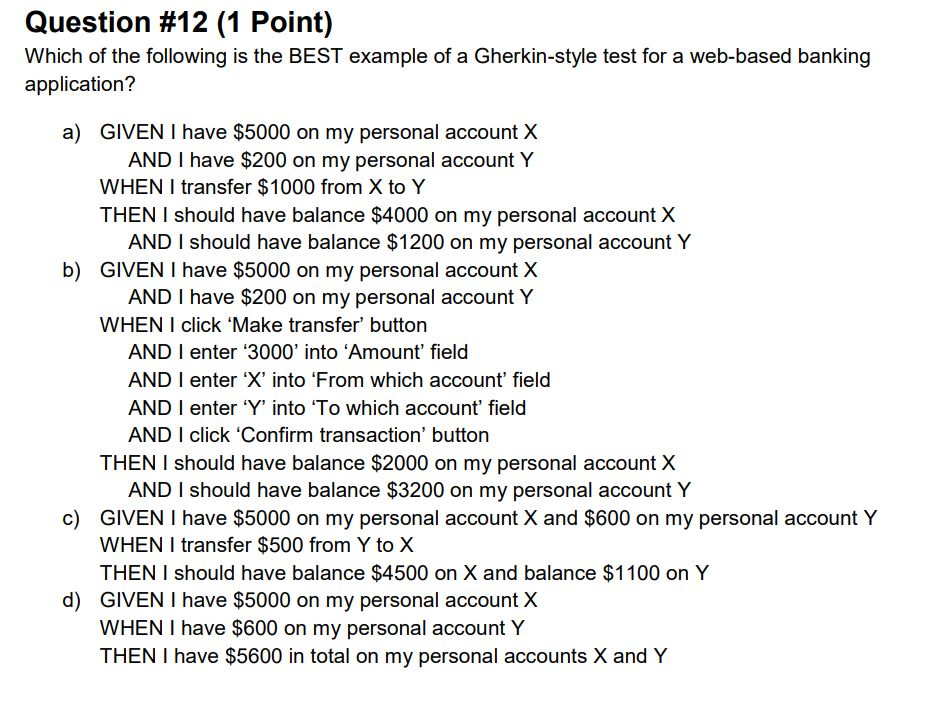 Question #12 (1 Point)
Which of the following is the BEST example of a Gherkin-style test for a web-based banking
application?
a) GIVEN I have $5000 on my personal account X
AND I have $200 on my personal account Y
WHEN I transfer $1000 from X to Y
THEN I should have balance $4000 on my personal account X
AND I should have balance $1200 on my personal account Y
b) GIVEN I have $5000 on my personal account X
AND I have $200 on my personal account Y
WHEN I click ‘Make transfer’ button
AND I enter ‘3000’ into ‘Amount’ field
AND I enter ‘X’ into ‘From which account’ field
AND I enter ‘Y’ into ‘To which account’ field
AND I click ‘Confirm transaction’ button
THEN I should have balance $2000 on my personal account X
AND I should have balance $3200 on my personal account Y
c) GIVEN I have $5000 on my personal account X and $600 on my personal account Y
WHEN I transfer $500 from Y to X
THEN I should have balance $4500 on X and balance $1100 on Y
d) GIVEN I have $5000 on my personal account X
WHEN I have $600 on my personal account Y
THEN I have $5600 in total on my personal accounts X and Y